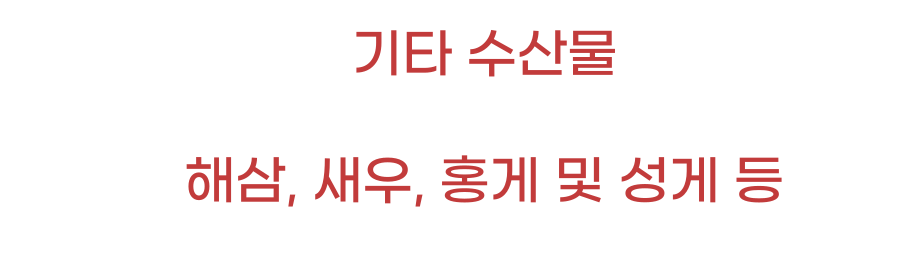 기타 수산물
해삼, 새우, 홍게 및 성게 등